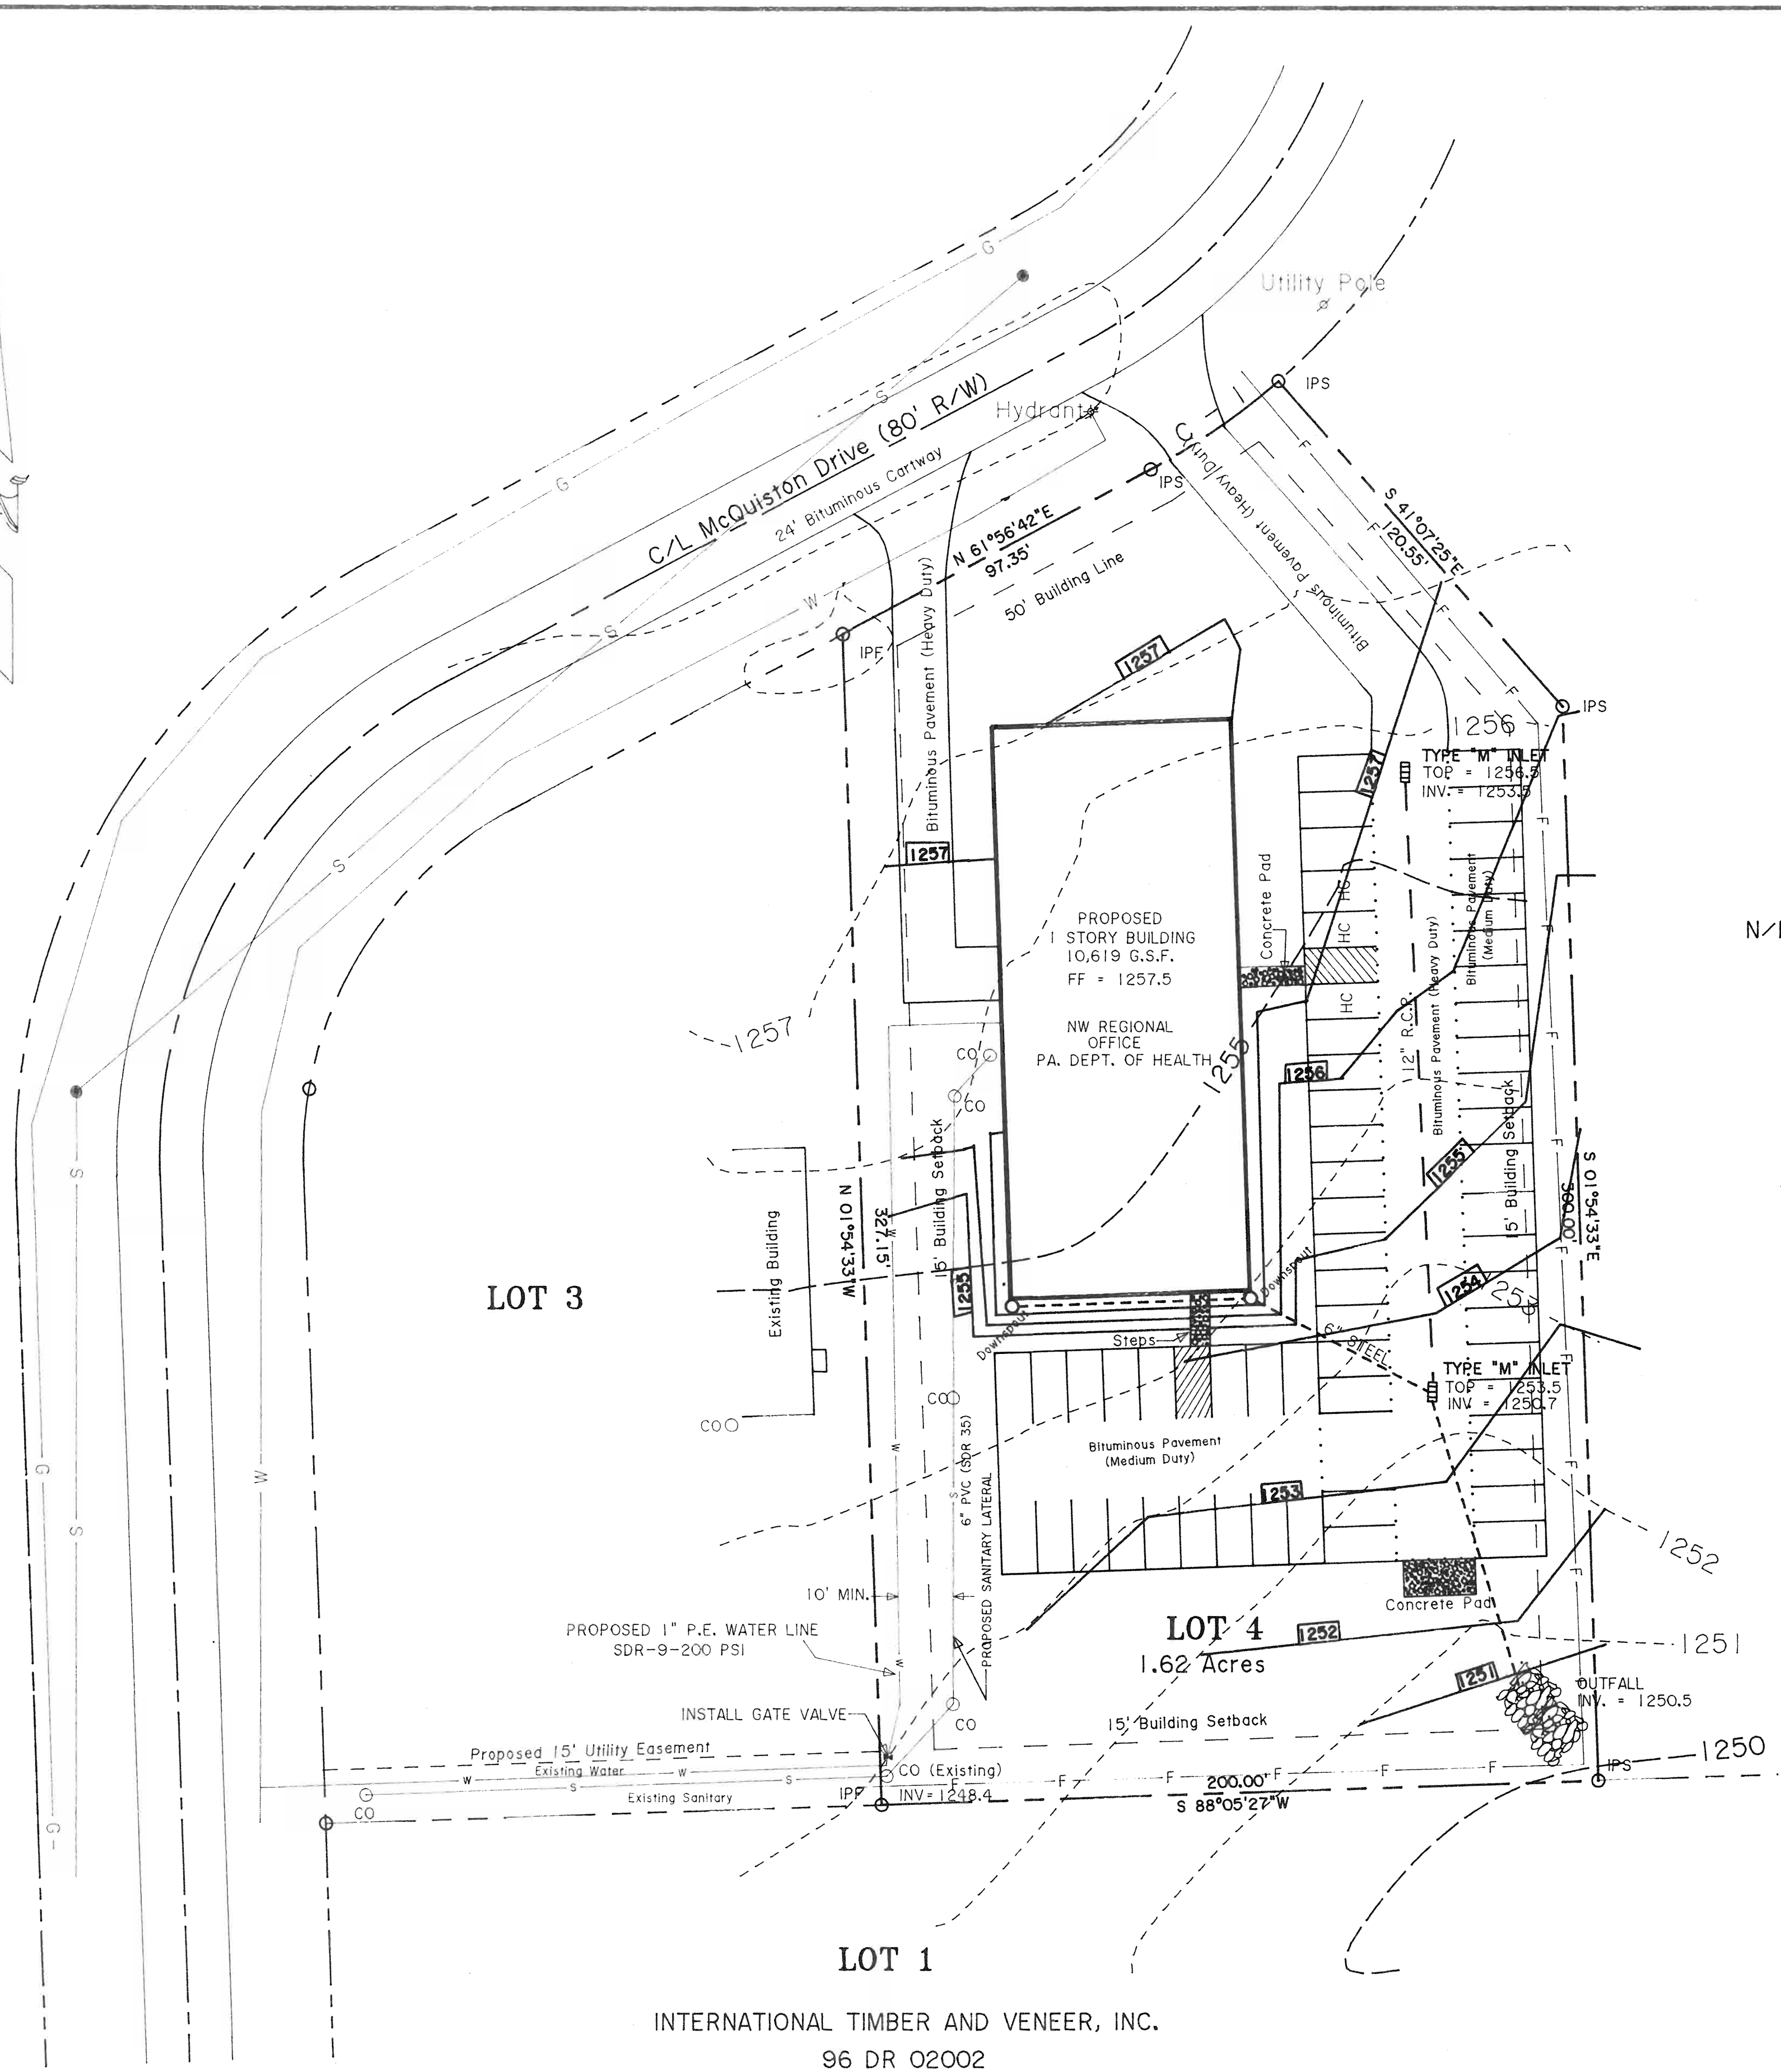 G
Utility Pole
IPS
S
C/L McQuiston Drive (80' R/W)
Hydrant
24' Bituminous Cartway
G
C1
IPS
N 61°56'42"E
97.35'
50' Building Line
Bituminous Pavement (Heavy Duty)
S 41°07'25"E
120.55'
F
F
F
F
W
S
IPF
Bituminous Pavement (Heavy Duty)
1257
IPS
1256
TYPE "M" INLET
TOP = 1256.5
INV. = 1253.5
1257
1257
S
F
HC
HC
HC
Concrete Pad
Bituminous Pavement
(Medium Duty)
PROPOSED
1 STORY BUILDING
10,619 G.S.F.
FF = 1257.5
NW REGIONAL
OFFICE
PA. DEPT. OF HEALTH
N/
F
12" R.C.P.
Bituminous Pavement (Heavy Duty)
1257
CO
CO
1255
1256
F
F
15' Building Setback
15' Building Setback
1255
S 01°54'33"E
300.00'
N 01°54'33"W
327.15'
W
Existing Building
S
LOT 3
1255
Downspout
Downspout
Steps
6" STEEL
1254
1253
F
TYPE "M" INLET
TOP = 1253.5
INV. = 1250.7
CO
CO
W
Bituminous Pavement
(Medium Duty)
6" PVC (SDR 35)
PROPOSED SANITARY LATERAL
S
1253
F
W
G
S
1252
F
10' MIN.
Concrete Pad
LOT 4
1.62 Acres
1252
1251
PROPOSED 1" P.E. WATER LINE
SDR-9-200 PSI
W
1251
OUTFALL
INV. = 1250.5
INSTALL GATE VALVE
CO
15' Building Setback
Proposed 15' Utility Easement
Existing Water
W
W
S
S
Existing Sanitary
CO
CO (Existing)
INV= 1248.4
IPF
F
F
F
F
F
F
200.00'
S 88°05'27"W
1250
IPS
G
LOT 1
INTERNATIONAL TIMBER AND VENEER, INC.
96 DR 02002